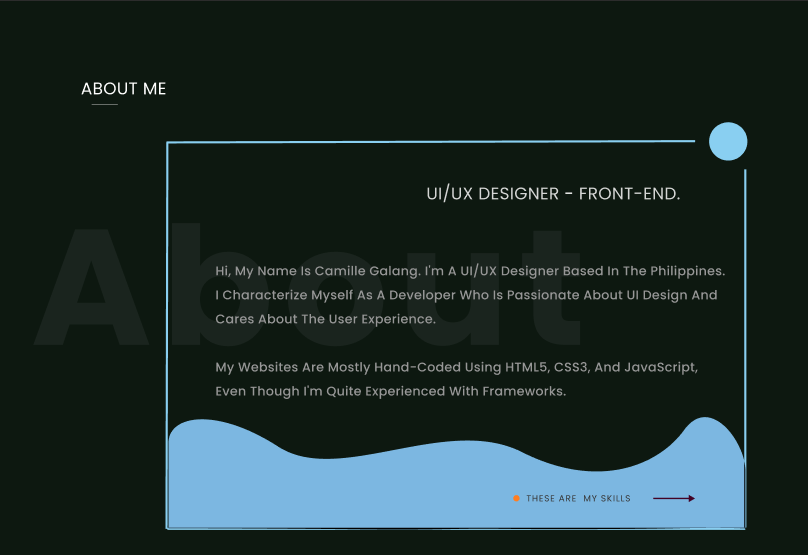 ABOUT ME
UI/UX DESIGNER - FRONT-END.
About
Hi, My Name Is Camille Galang. I'm A UI/UX Designer Based In The Philippines.
I Characterize Myself As A Developer Who Is Passionate About UI Design And
Cares About The User Experience.
My Websites Are Mostly Hand-Coded Using HTML5, CSS3, And JavaScript,
Even Though I'm Quite Experienced With Frameworks.
THESE ARE MY SKILLS